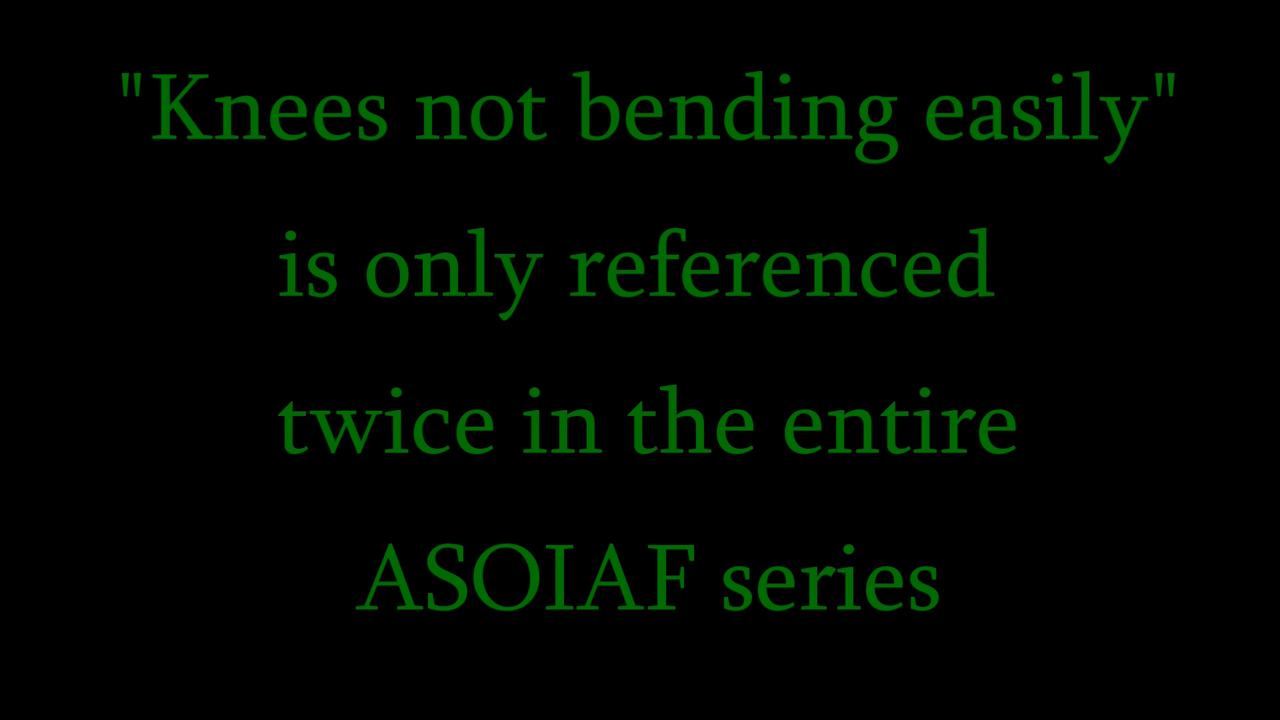 "Knees not bending easily"
is only referenced
twice in the entire
ASOIAF series